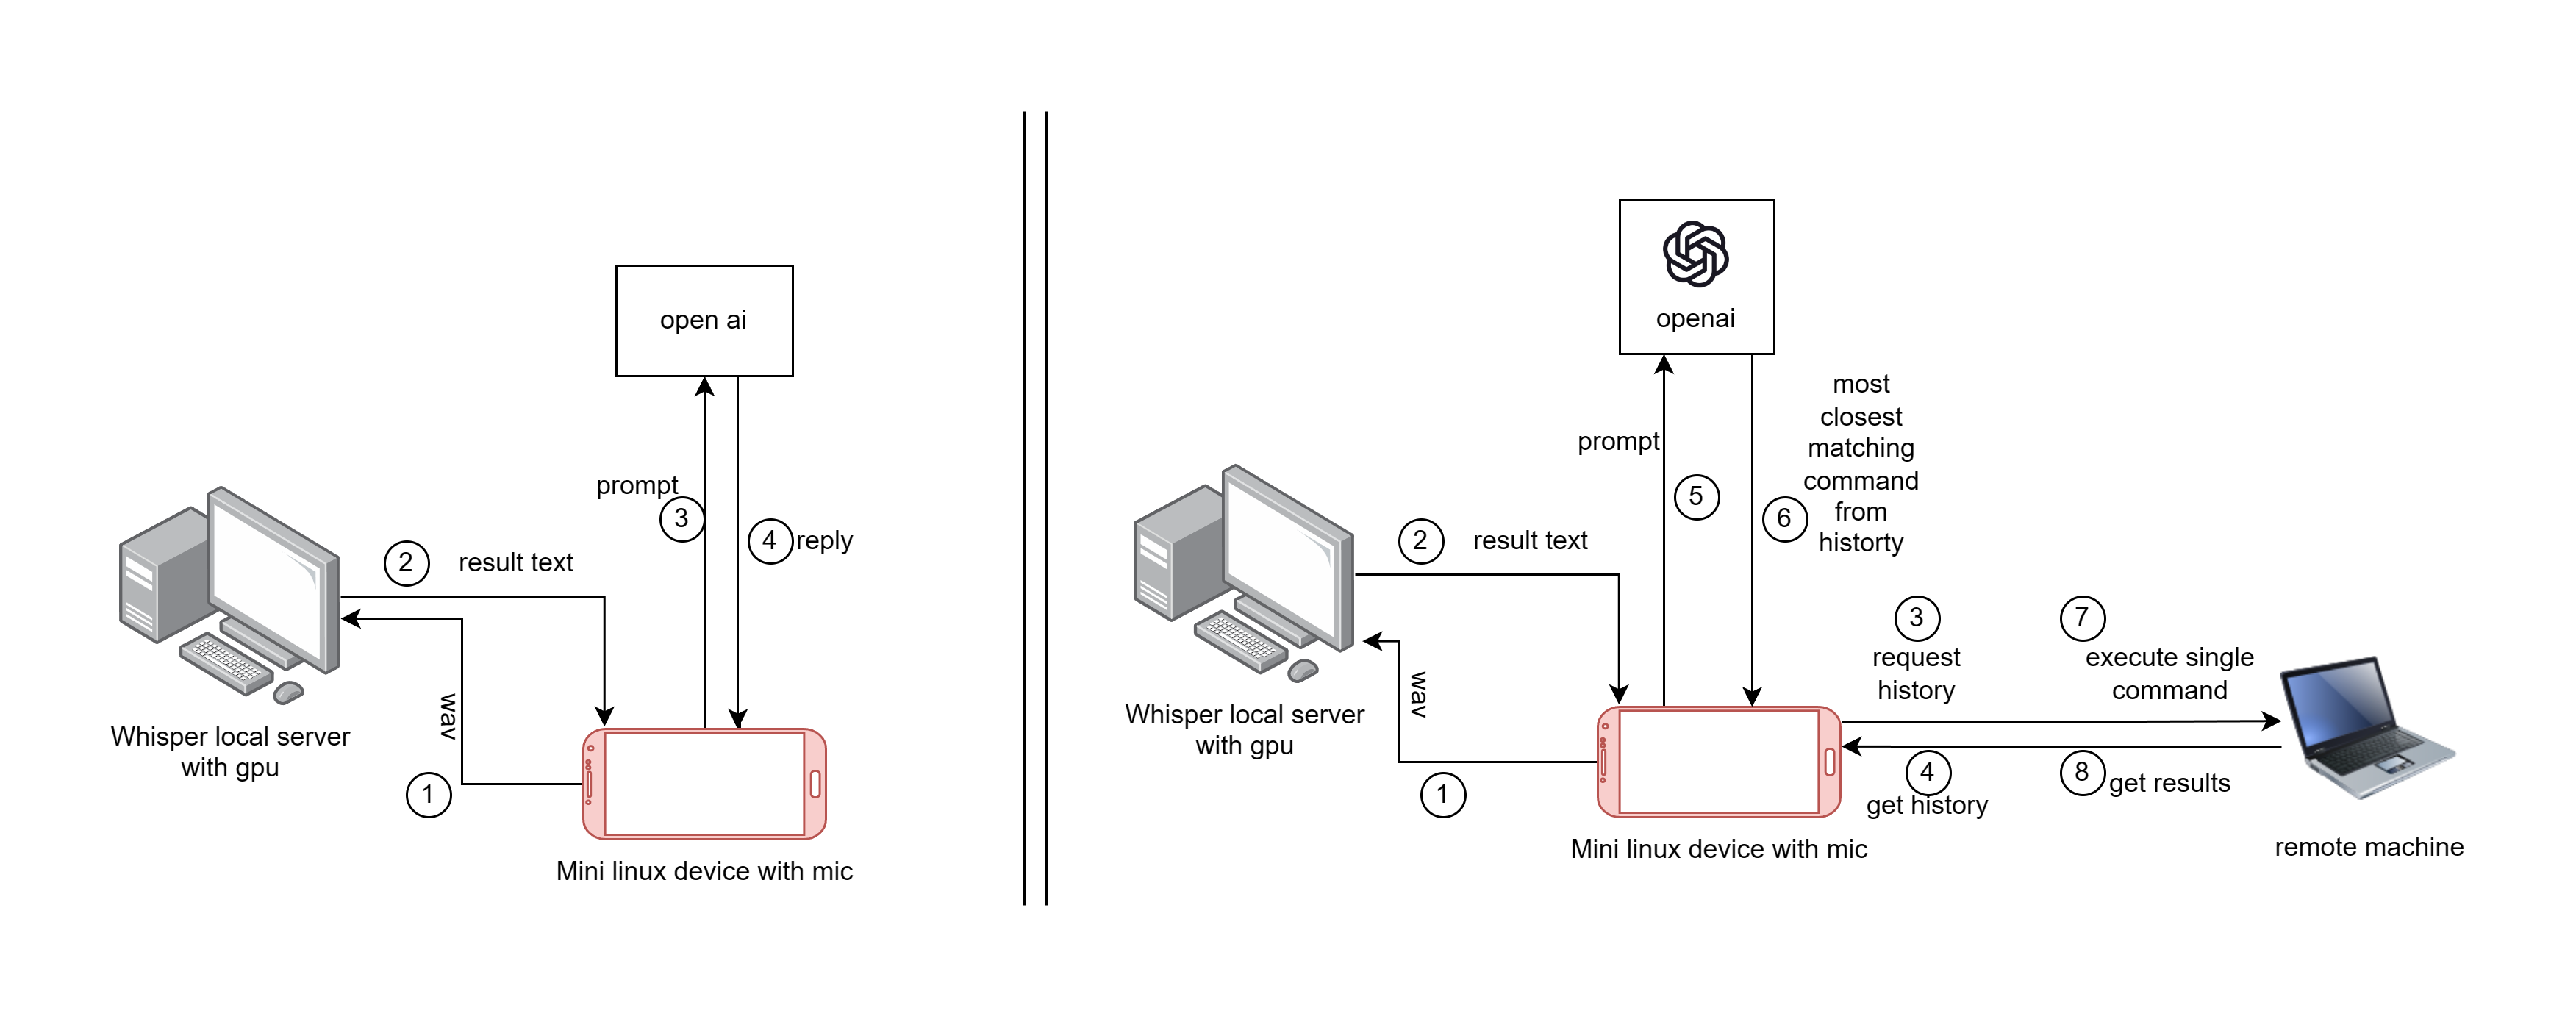 open ai
prompt
3
4
reply
2
result text
wav
1
Whisper local server
with gpu
Mini linux device with mic
openai
prompt
5
6
most
closest
matching
command
from
historty
2
result text
wav
1
Whisper local server
with gpu
Mini linux device with mic
3
request
history
7
execute single
command
4
get history
8
get results
remote machine